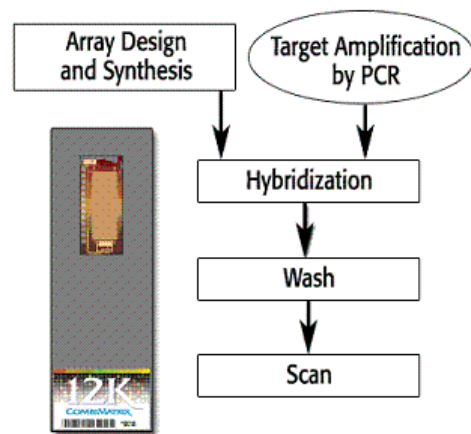 Array Design
and Synthesis
Target Amplification
by PCR
Hybridization
Wash
Scan
12K
COMBIMATRIX